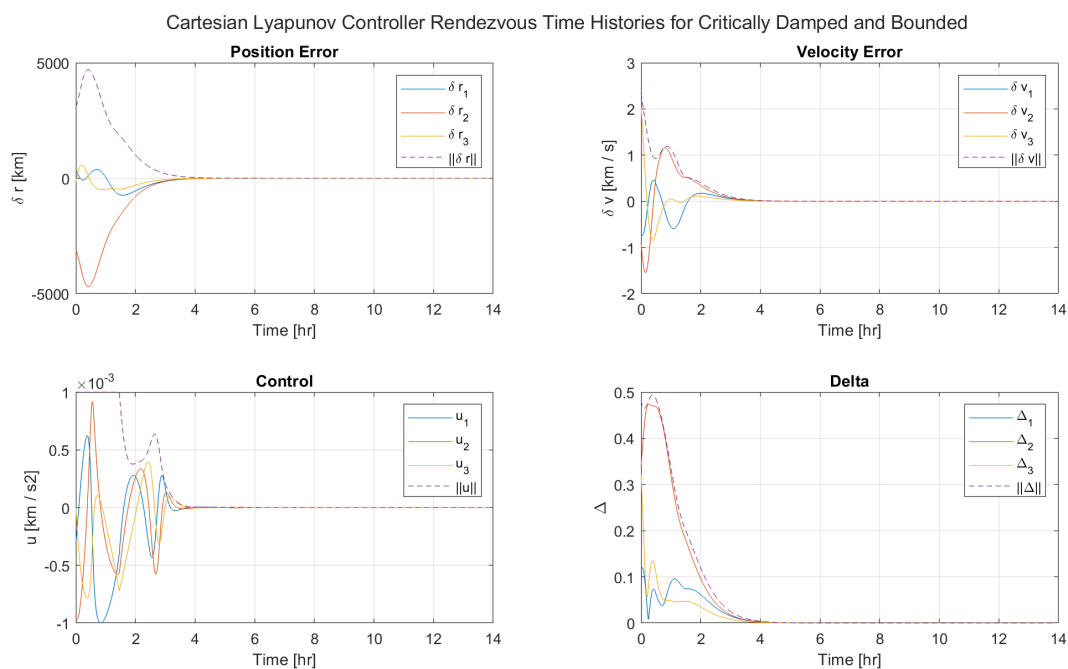 Cartesian Lyapunov Controller Rendezvous Time Histories for Critically Damped and Bounded
Position Error
5000
0
-5000
δ r [km]
0 2 4 6 8 10 12 14
Time [hr]
δ r₁
δ r₂
δ r₃
||δ r||
Velocity Error
3
2
1
0
-1
-2
δ v [km / s]
0 2 4 6 8 10 12 14
Time [hr]
δ v₁
δ v₂
δ v₃
||δ v||
Control
×10⁻³
1
0.5
0
-0.5
-1
u [km / s2]
0 2 4 6 8 10 12 14
Time [hr]
u₁
u₂
u₃
||u||
Delta
0.5
0.4
0.3
0.2
0.1
0
Δ
0 2 4 6 8 10 12 14
Time [hr]
Δ₁
Δ₂
Δ₃
||Δ||